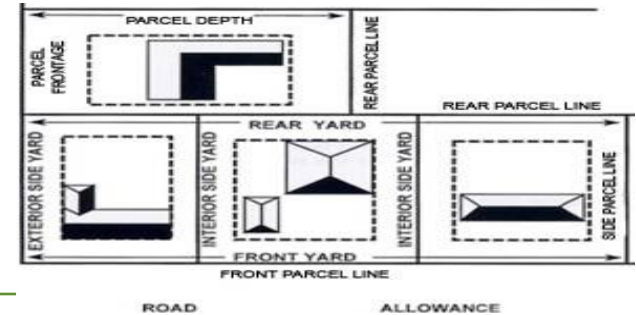 PARCEL DEPTH
PARCEL
FRONTAGE
REAR PARCEL LINE
REAR PARCEL LINE
REAR YARD
EXTERIOR SIDE YARD
INTERIOR SIDE YARD
INTERIOR SIDE YARD
SIDE PARCEL LINE
FRONT YARD
FRONT PARCEL LINE
ROAD ALLOWANCE